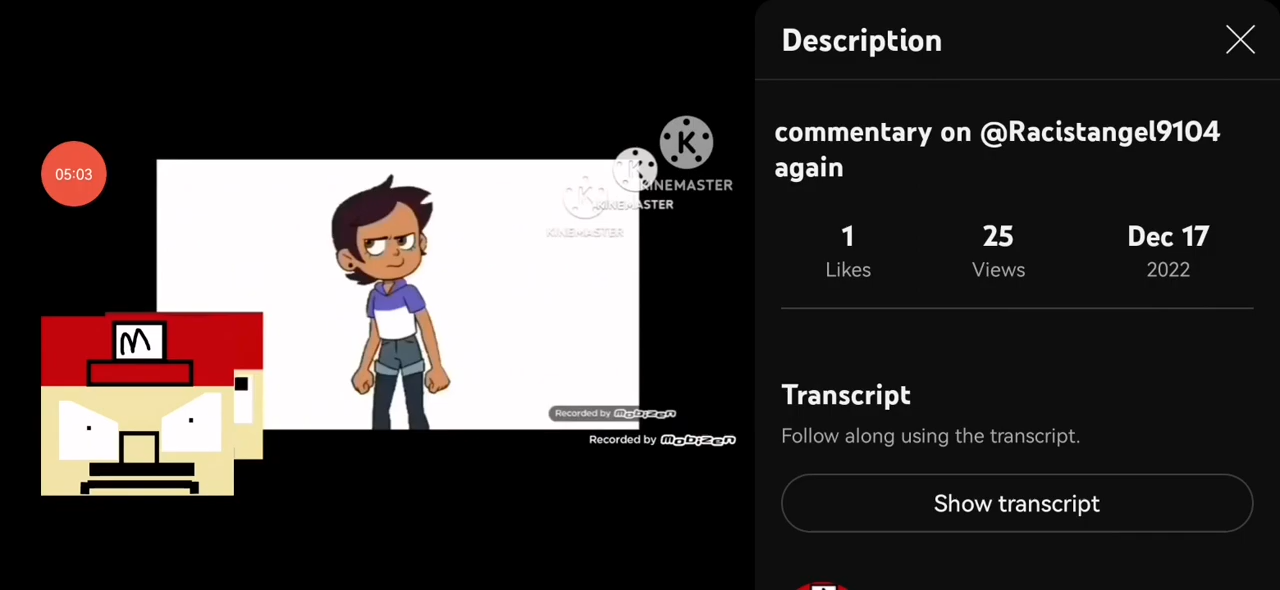 Description
commentary on @Racistangel9104
again
1
Likes
25
Views
Dec 17
2022
Transcript
Follow along using the transcript.
Show transcript
05:03
K
KINEMASTER
K
KINEMASTER
K
KINEMASTER
M
Recorded by Mobizen
Recorded by Mobizen